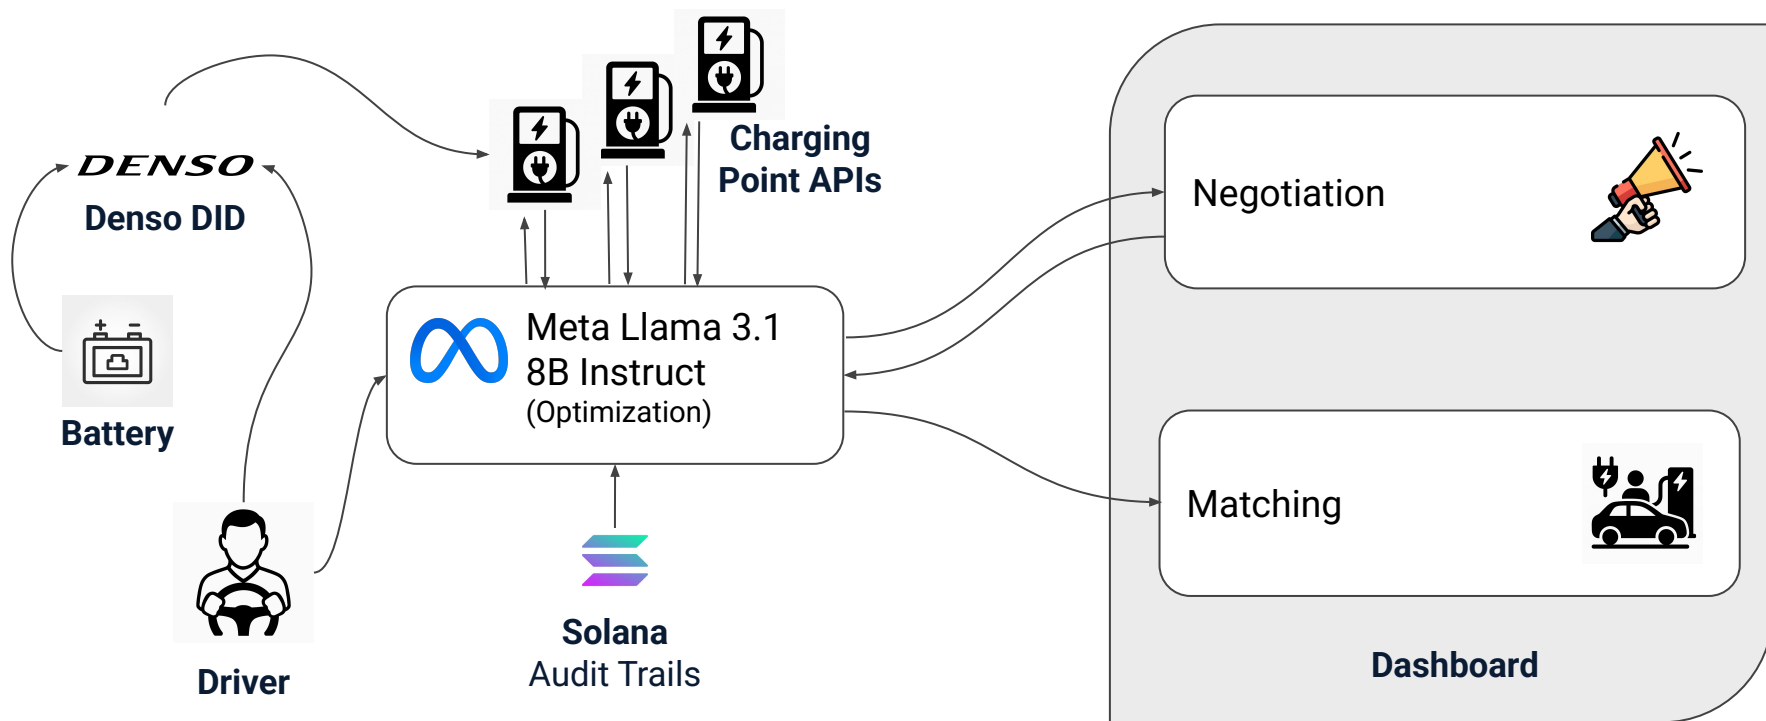 DENSO
Denso DID
Battery
Driver
Charging
Point APIs
Meta Llama 3.1
8B Instruct
(Optimization)
Solana
Audit Trails
Negotiation
Matching
Dashboard